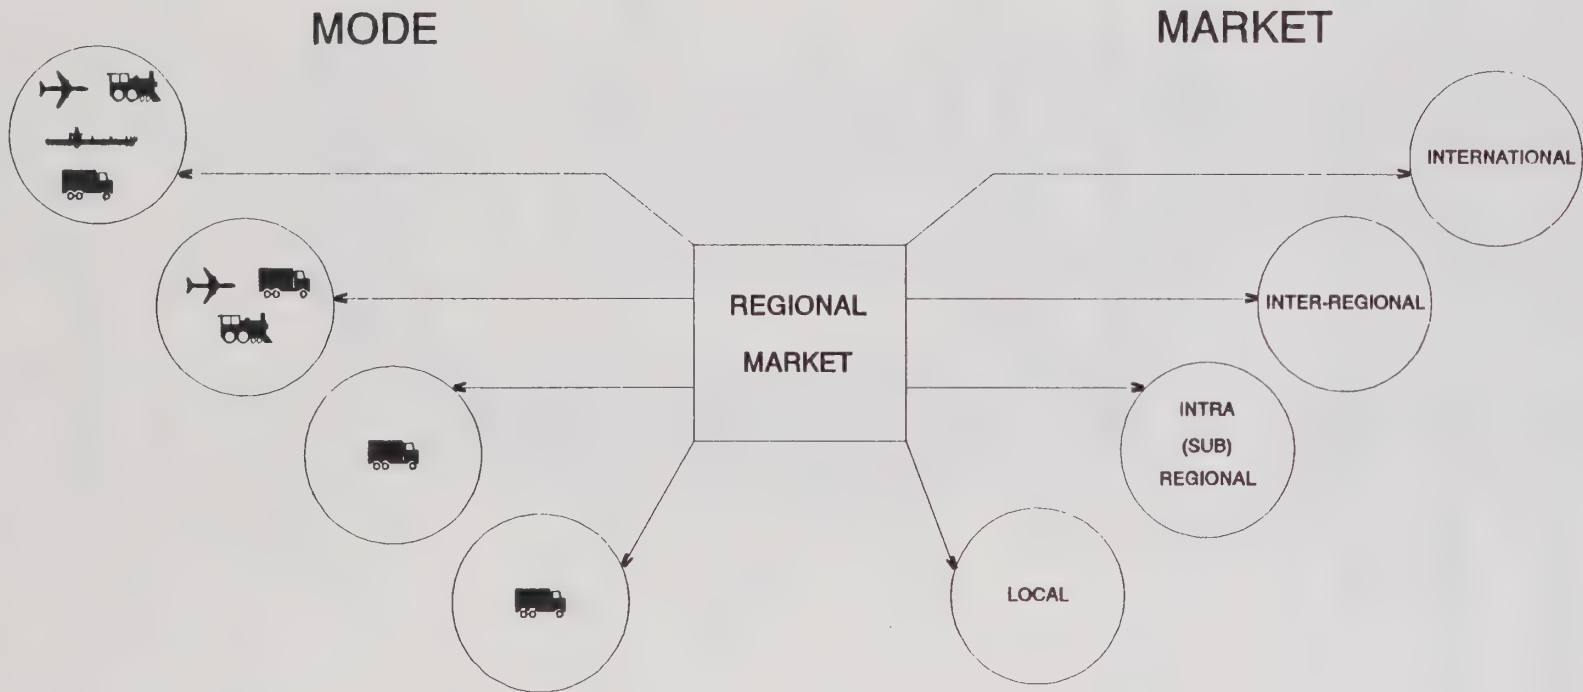 MODE
MARKET
INTERNATIONAL
INTER-REGIONAL
REGIONAL
MARKET
INTRA
(SUB)
REGIONAL
LOCAL